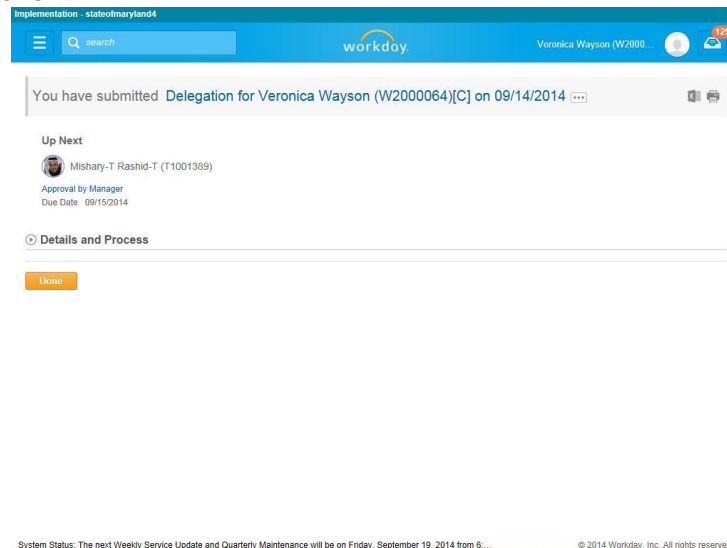 Implementation - stateofmaryland4
search
workday.
Veronica Wayson (W2000...
125
You have submitted Delegation for Veronica Wayson (W2000064)[C] on 09/14/2014
Up Next
Mishary-T Rashid-T (T1001389)
Approval by Manager
Due Date 09/15/2014
Details and Process
Done
System Status: The next Weekly Service Update and Quarterly Maintenance will be on Friday, September 19, 2014 from 6:...
© 2014 Workday, Inc. All rights reserve